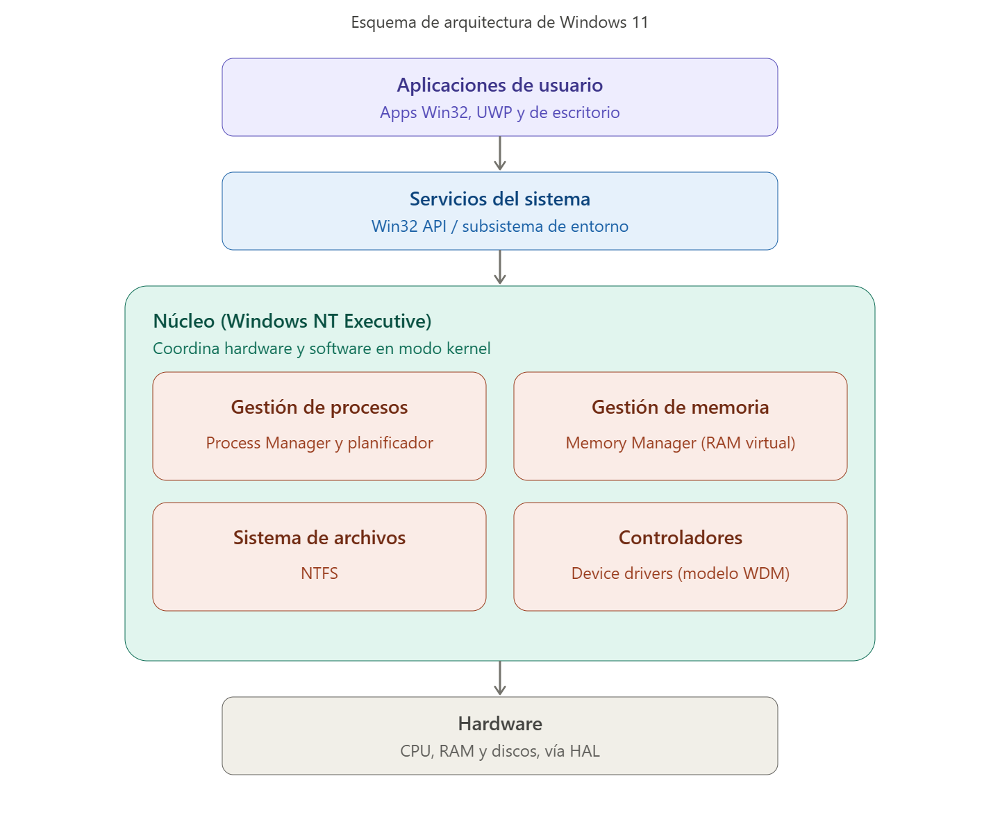 Esquema de arquitectura de Windows 11
Aplicaciones de usuario
Apps Win32, UWP y de escritorio
Servicios del sistema
Win32 API / subsistema de entorno
Núcleo (Windows NT Executive)
Coordina hardware y software en modo kernel
Gestión de procesos
Process Manager y planificador
Gestión de memoria
Memory Manager (RAM virtual)
Sistema de archivos
NTFS
Controladores
Device drivers (modelo WDM)
Hardware
CPU, RAM y discos, vía HAL